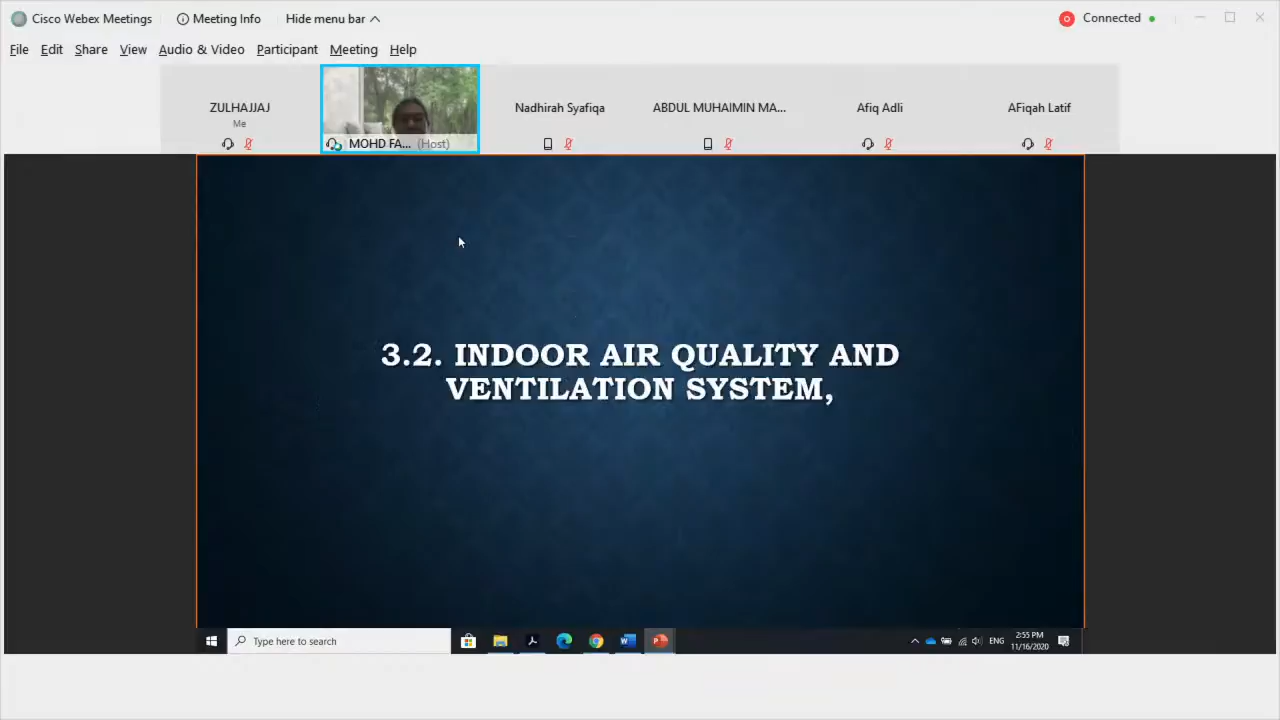 Cisco Webex Meetings
Meeting Info
Hide menu bar
Connected
File Edit Share View Audio & Video Participant Meeting Help
ZULHAJJAJ
Me
MOHD FA... (Host)
Nadhirah Syafiqa
ABDUL MUHAIMIN MA...
Afiq Adli
AFiqah Latif
3.2. INDOOR AIR QUALITY AND
VENTILATION SYSTEM,
Type here to search
ENG
2:55 PM
11/16/2020